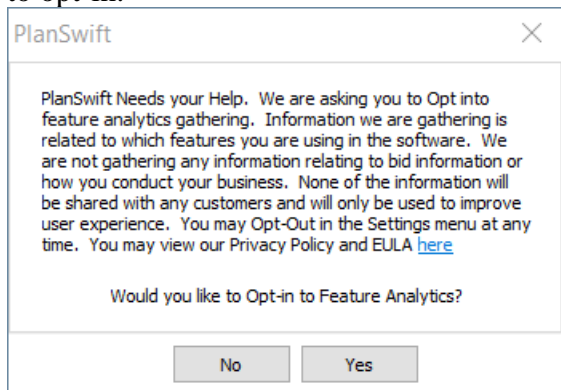 to opt-in.
PlanSwift
PlanSwift Needs your Help. We are asking you to Opt into
feature analytics gathering. Information we are gathering is
related to which features you are using in the software. We
are not gathering any information relating to bid information or
how you conduct your business. None of the information will
be shared with any customers and will only be used to improve
user experience. You may Opt-Out in the Settings menu at any
time. You may view our Privacy Policy and EULA here
Would you like to Opt-in to Feature Analytics?
No Yes